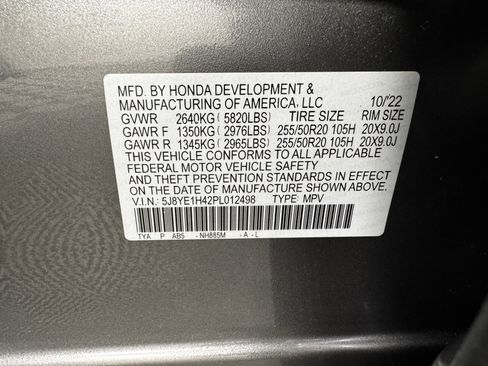 MFD. BY HONDA DEVELOPMENT &
MANUFACTURING OF AMERICA, LLC 10/'22
GVWR 2640KG( 5820LBS) TIRE SIZE RIM SIZE
GAWR F 1350KG( 2976LBS) 255/50R20 105H 20X9.0J
GAWR R 1345KG( 2965LBS) 255/50R20 105H 20X9.0J
THIS VEHICLE CONFORMS TO ALL APPLICABLE
FEDERAL MOTOR VEHICLE SAFETY
AND THEFT PREVENTION STANDARDS IN EFFECT
ON THE DATE OF MANUFACTURE SHOWN ABOVE.
V.I.N.: 5J8YE1H42PL012498 TYPE: MPV
TYA P AB5 - NH885M - A - L